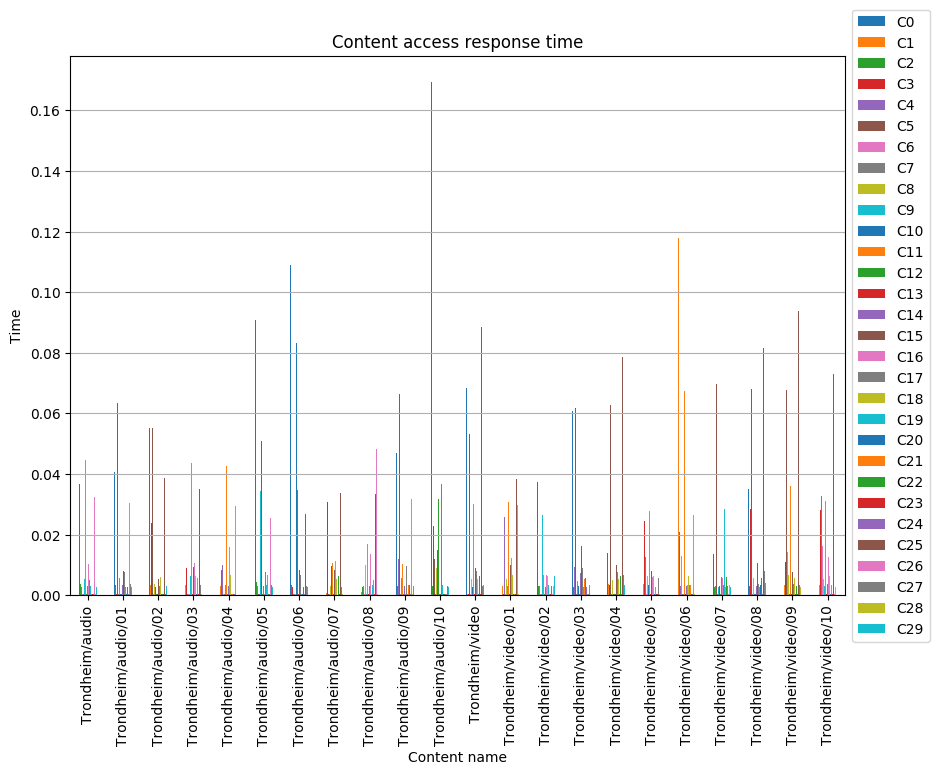 Content access response time
Time
0.16
0.14
0.12
0.10
0.08
0.06
0.04
0.02
0.00
Trondheim/audio
Trondheim/audio/01
Trondheim/audio/02
Trondheim/audio/03
Trondheim/audio/04
Trondheim/audio/05
Trondheim/audio/06
Trondheim/audio/07
Trondheim/audio/08
Trondheim/audio/09
Trondheim/audio/10
Trondheim/video
Trondheim/video/01
Trondheim/video/02
Trondheim/video/03
Trondheim/video/04
Trondheim/video/05
Trondheim/video/06
Trondheim/video/07
Trondheim/video/08
Trondheim/video/09
Trondheim/video/10
Content name
C0
C1
C2
C3
C4
C5
C6
C7
C8
C9
C10
C11
C12
C13
C14
C15
C16
C17
C18
C19
C20
C21
C22
C23
C24
C25
C26
C27
C28
C29